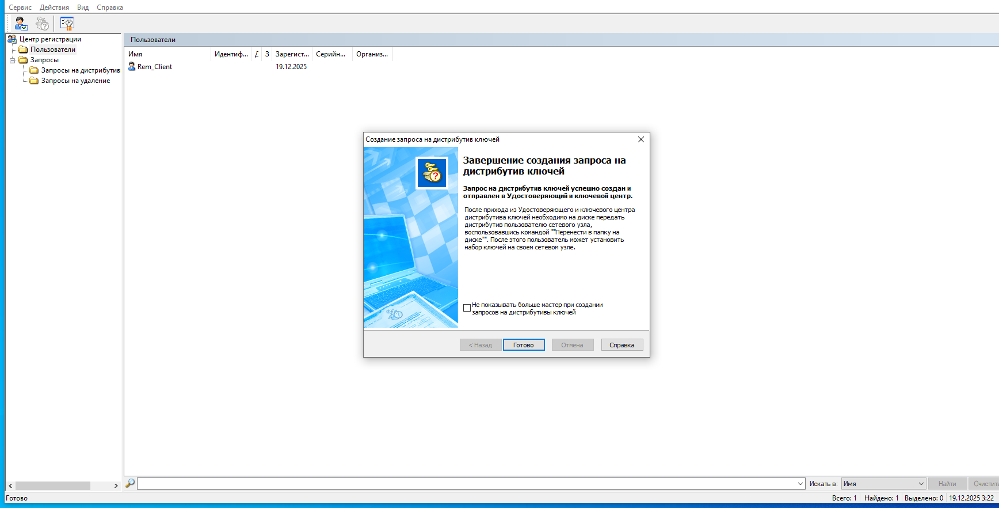 Сервис Действия Вид Справка
Центр регистрации
Пользователи
Запросы
Запросы на дистрибутив
Запросы на удаление
Пользователи
Имя Идентиф... Д З Зарегист... Серийн... Организ...
Rem_Client 19.12.2025
Создание запроса на дистрибутив ключей
Завершение создания запроса на
дистрибутив ключей
Запрос на дистрибутив ключей успешно создан и
отправлен в Удостоверяющий и ключевой центр.
После прихода из Удостоверяющего и ключевого центра
дистрибутива ключей необходимо на диске передать
дистрибутив пользователю сетевого узла,
воспользовавшись командой ""Перенести в папку на
диске"". После этого пользователь может установить
набор ключей на своем сетевом узле.
Не показывать больше мастер при создании
запросов на дистрибутивы ключей
< Назад Готово Отмена Справка
Искать в: Имя Найти Очистить
Готово Всего: 1 Найдено: 1 Выделено: 0 19.12.2025 3:22